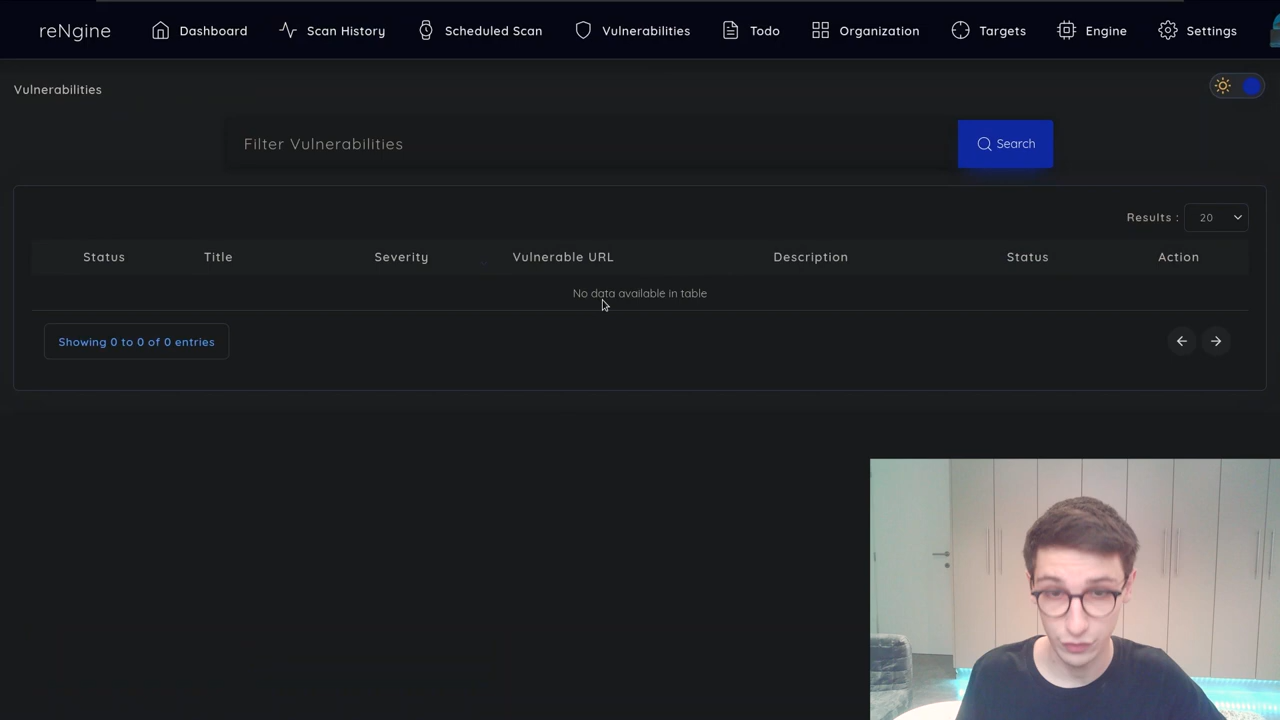 reNgine Dashboard Scan History Scheduled Scan Vulnerabilities Todo Organization Targets Engine Settings
Vulnerabilities
Filter Vulnerabilities Search
Results : 20
Status Title Severity Vulnerable URL Description Status Action
No data available in table
Showing 0 to 0 of 0 entries